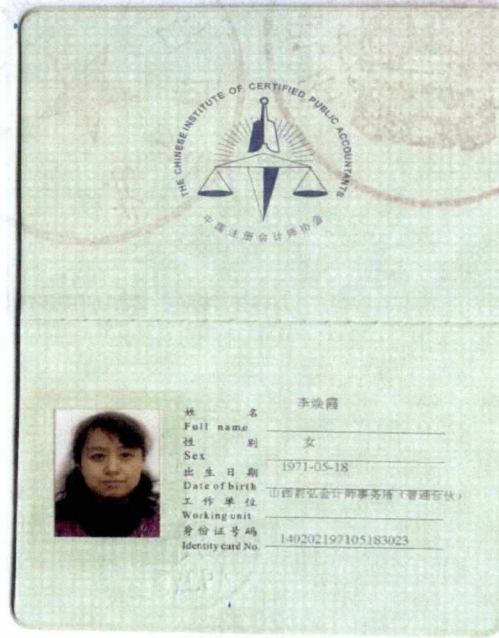 THE CHINESE INSTITUTE OF CERTIFIED PUBLIC ACCOUNTANTS
中国注册会计师协会
姓 名 李焕霞
Full name
性 别 女
Sex
出生日期 1971-05-18
Date of birth
工作单位 山西 弘会计师事务所（普通合伙）
Working unit
身份证号码 140202197105183023
Identity card No.